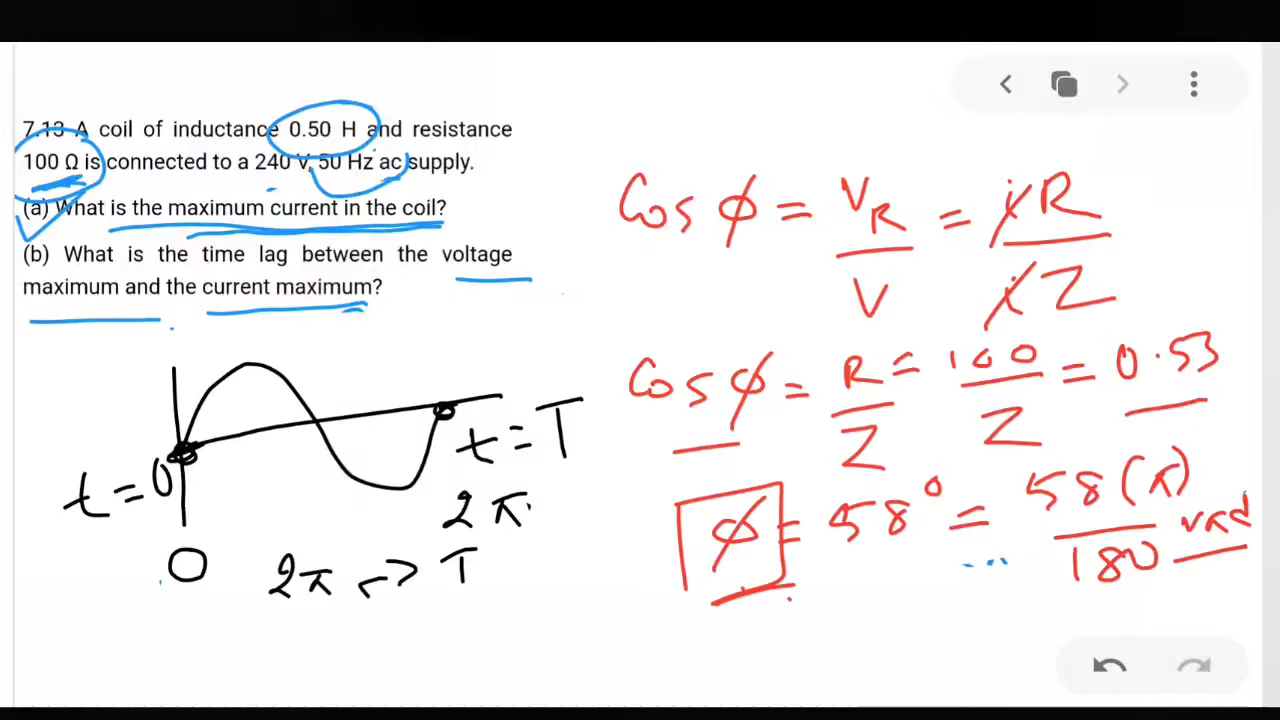 7.13 A coil of inductance 0.50 H and resistance
100 Ω is connected to a 240 V, 50 Hz ac supply.
(a) What is the maximum current in the coil?
(b) What is the time lag between the voltage
maximum and the current maximum?
Cos φ = V_R / V = iR / iZ
Cos φ = R / Z = 100 / Z = 0.53
φ = 58° = 58(π) / 180 rad
t = 0
t = T
2π
0
2π <-> T